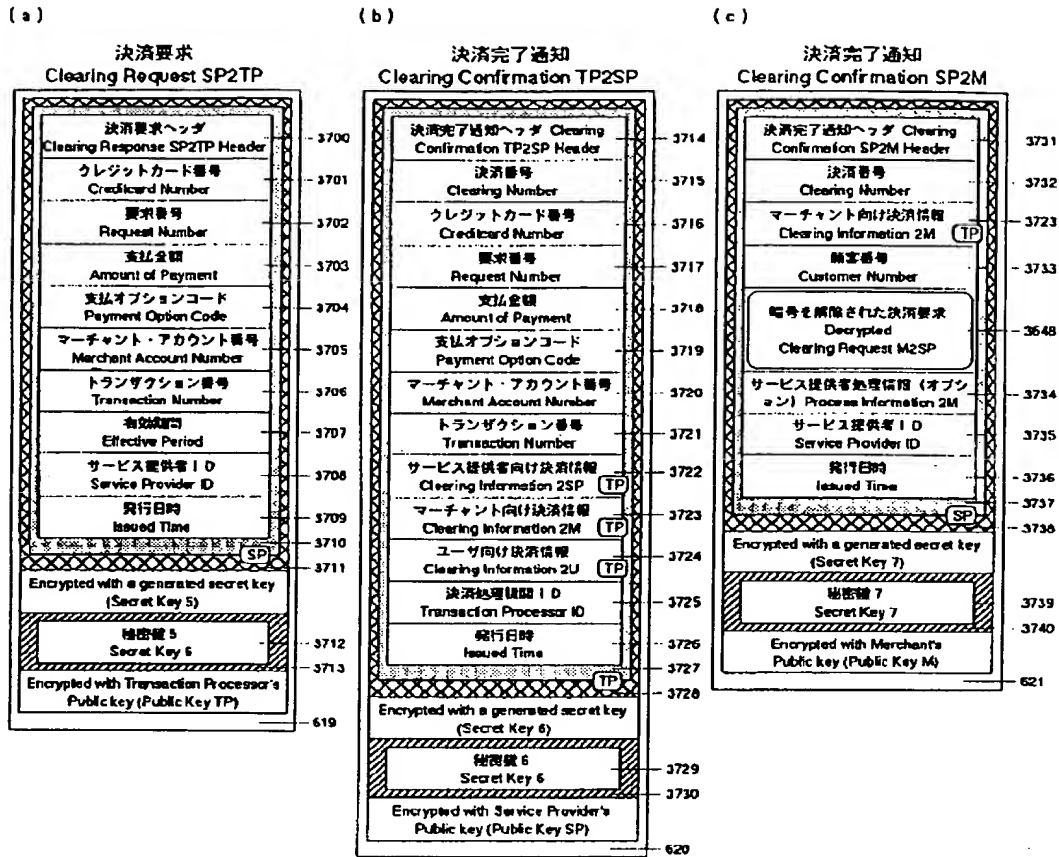 (a)
決済要求
Clearing Request SP2TP
決済要求ヘッダ
Clearing Response SP2TP Header
3700
クレジットカード番号
Creditcard Number
3701
要求番号
Request Number
3702
支払金額
Amount of Payment
3703
支払オプションコード
Payment Option Code
3704
マーチャント・アカウント番号
Merchant Account Number
3705
トランザクション番号
Transaction Number
3706
有効期間
Effective Period
3707
サービス提供者ID
Service Provider ID
3708
発行日時
Issued Time
3709
3710
SP
3711
Encrypted with a generated secret key
(Secret Key 5)
秘密鍵 5
Secret Key 6
3712
3713
Encrypted with Transaction Processor's
Public key (Public Key TP)
619
(b)
決済完了通知
Clearing Confirmation TP2SP
決済完了通知ヘッダ Clearing
Confirmation TP2SP Header
3714
決済番号
Clearing Number
3715
クレジットカード番号
Creditcard Number
3716
要求番号
Request Number
3717
支払金額
Amount of Payment
3718
支払オプションコード
Payment Option Code
3719
マーチャント・アカウント番号
Merchant Account Number
3720
トランザクション番号
Transaction Number
3721
サービス提供者向け決済情報
Clearing Information 2SP
TP
3722
マーチャント向け決済情報
Clearing Information 2M
TP
3723
ユーザ向け決済情報
Clearing Information 2U
TP
3724
決済処理機関ID
Transaction Processor ID
3725
発行日時
Issued Time
3726
3727
TP
3728
Encrypted with a generated secret key
(Secret Key 6)
秘密鍵 6
Secret Key 6
3729
3730
Encrypted with Service Provider's
Public key (Public Key SP)
620
(c)
決済完了通知
Clearing Confirmation SP2M
決済完了通知ヘッダ Clearing
Confirmation SP2M Header
3731
決済番号
Clearing Number
3732
マーチャント向け決済情報
Clearing Information 2M
TP
3723
顧客番号
Customer Number
3733
暗号を解除された決済要求
Decrypted
Clearing Request M2SP
3648
サービス提供者処理情報(オプシ
ョン) Process Information 2M
3734
サービス提供者ID
Service Provider ID
3735
発行日時
Issued Time
3736
3737
SP
3738
Encrypted with a generated secret key
(Secret Key 7)
秘密鍵 7
Secret Key 7
3739
3740
Encrypted with Merchant's
Public key (Public Key M)
621